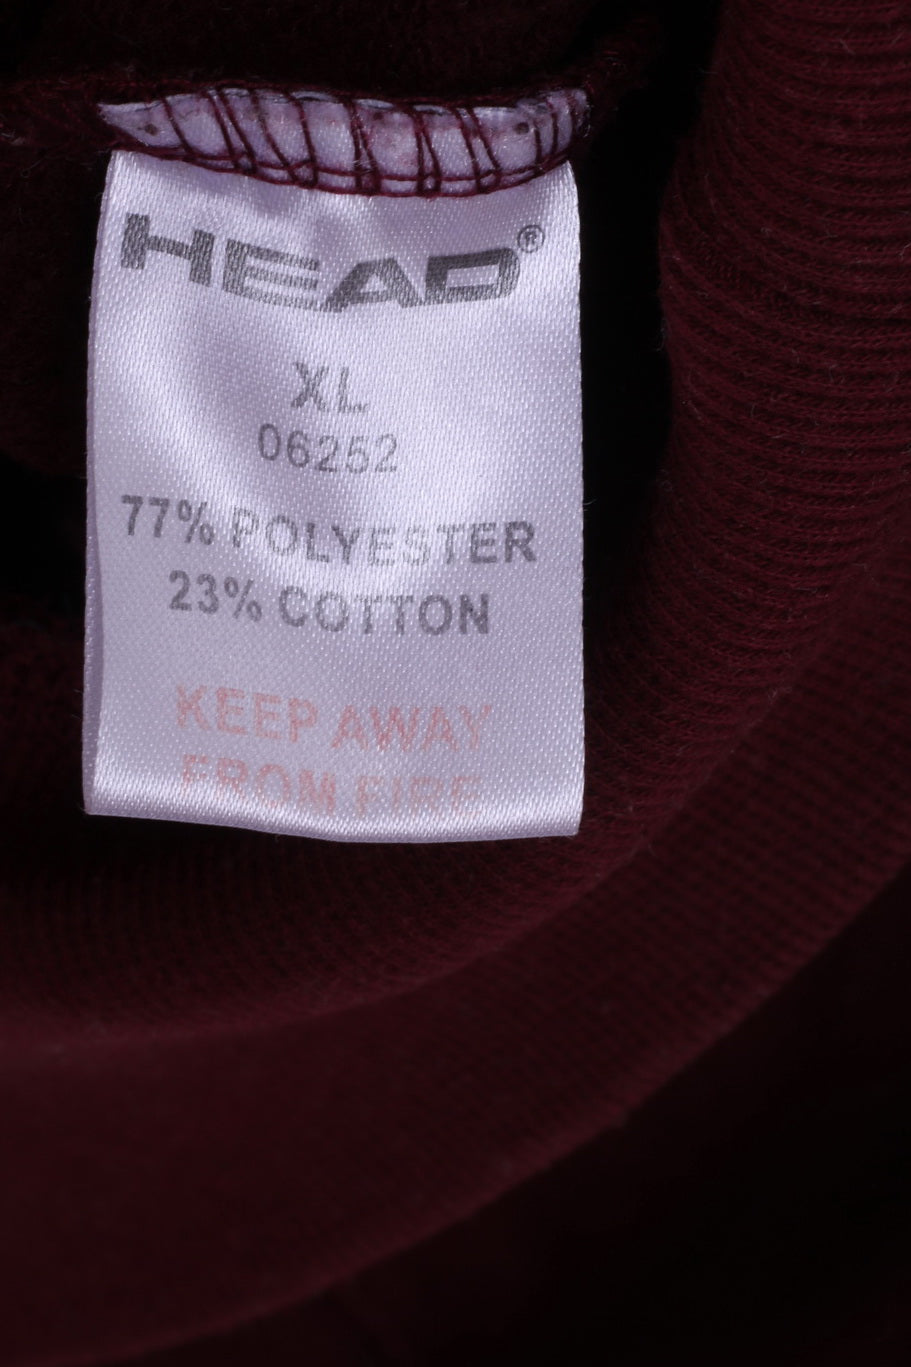 HEAD®
XL
06252
77% POLYESTER
23% COTTON
KEEP AWAY
FROM FIRE